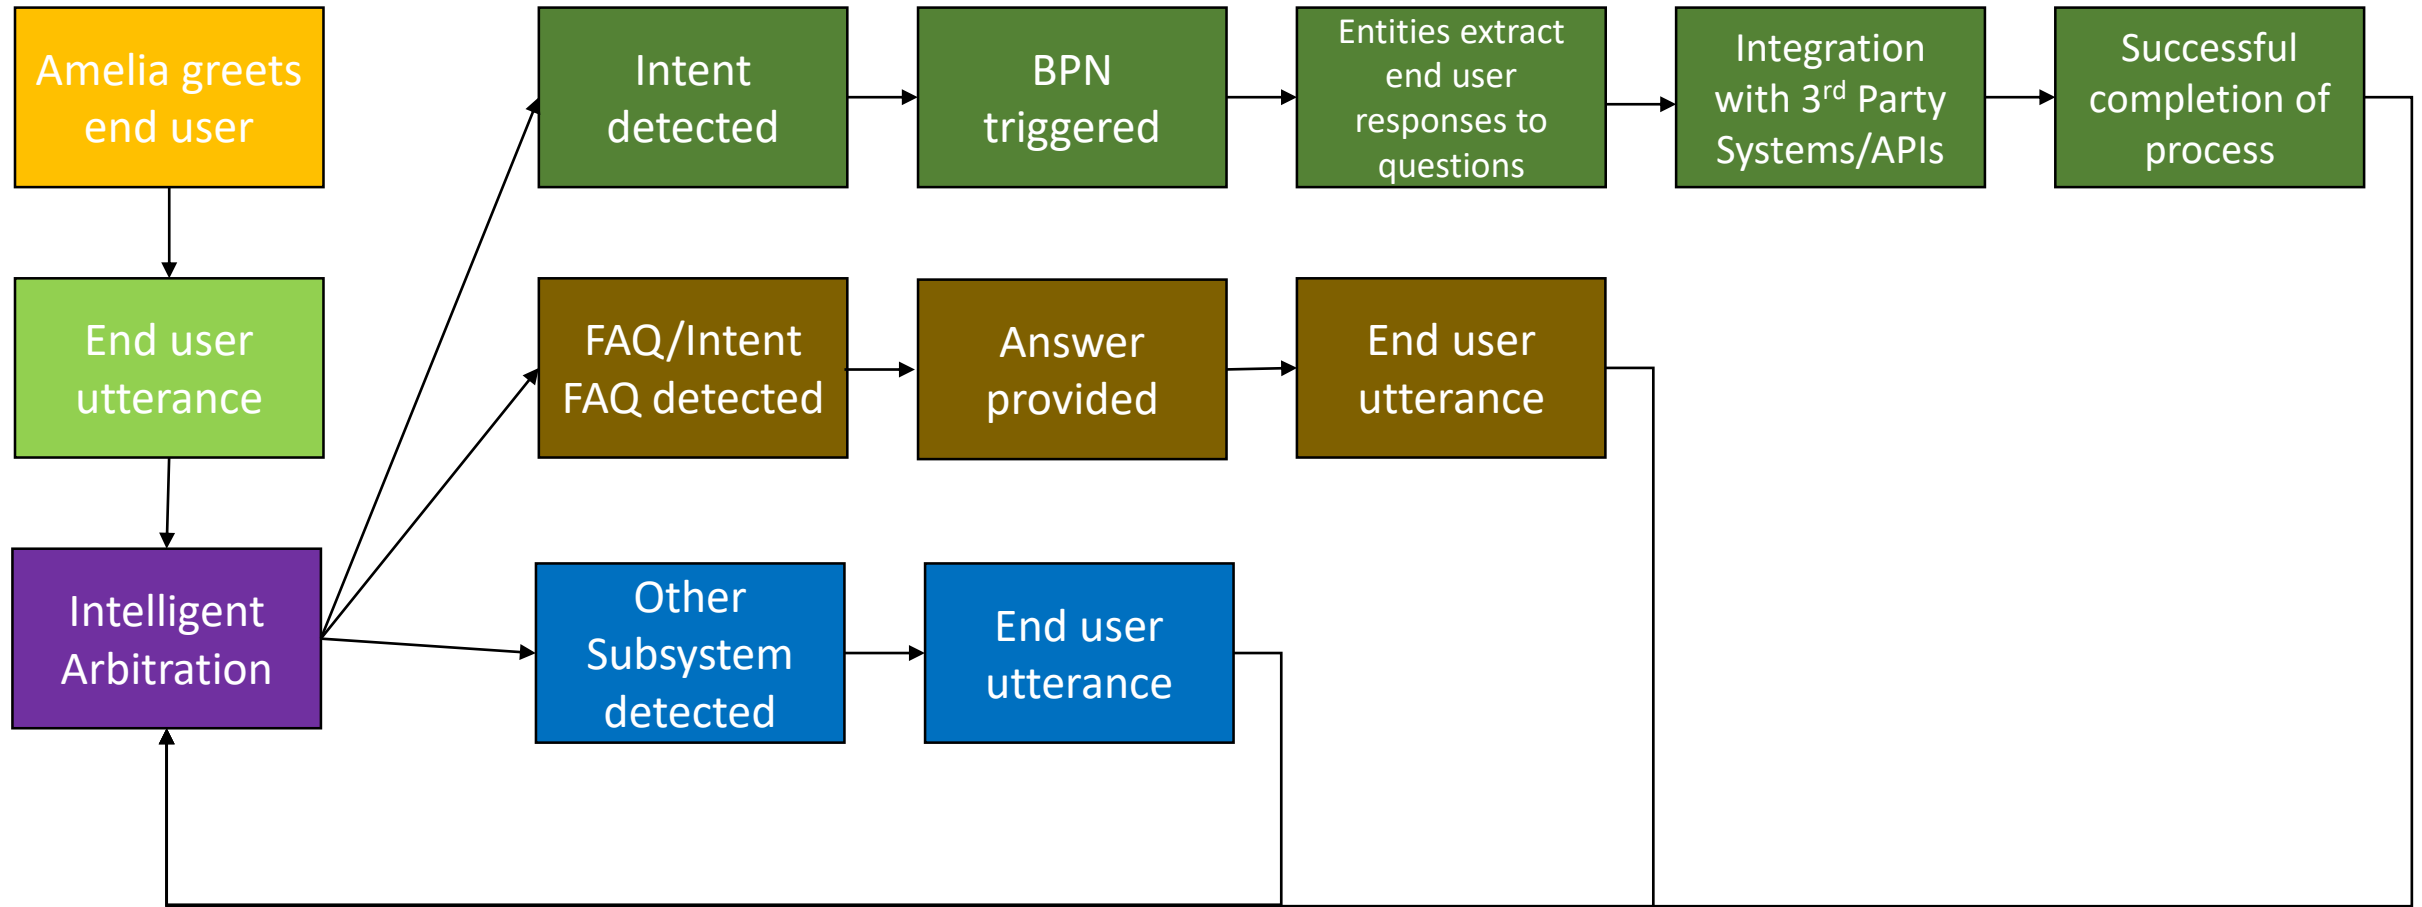 Amelia greets
end user
Intent
detected
BPN
triggered
Entities extract
end user
responses to
questions
Integration
with 3rd Party
Systems/APIs
Successful
completion of
process
End user
utterance
FAQ/Intent
FAQ detected
Answer
provided
End user
utterance
Intelligent
Arbitration
Other
Subsystem
detected
End user
utterance